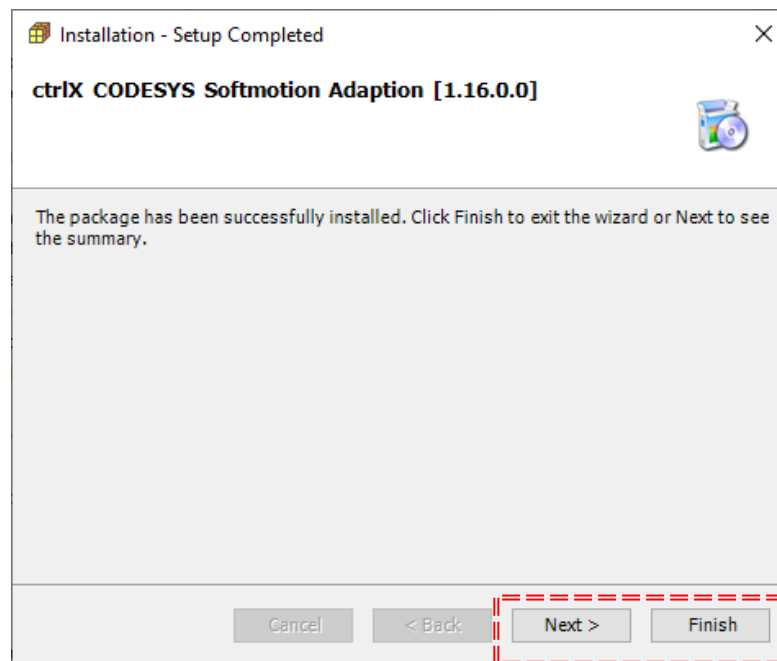 Installation - Setup Completed
ctrlX CODESYS Softmotion Adaption [1.16.0.0]
The package has been successfully installed. Click Finish to exit the wizard or Next to see
the summary.
Cancel
< Back
Next >
Finish